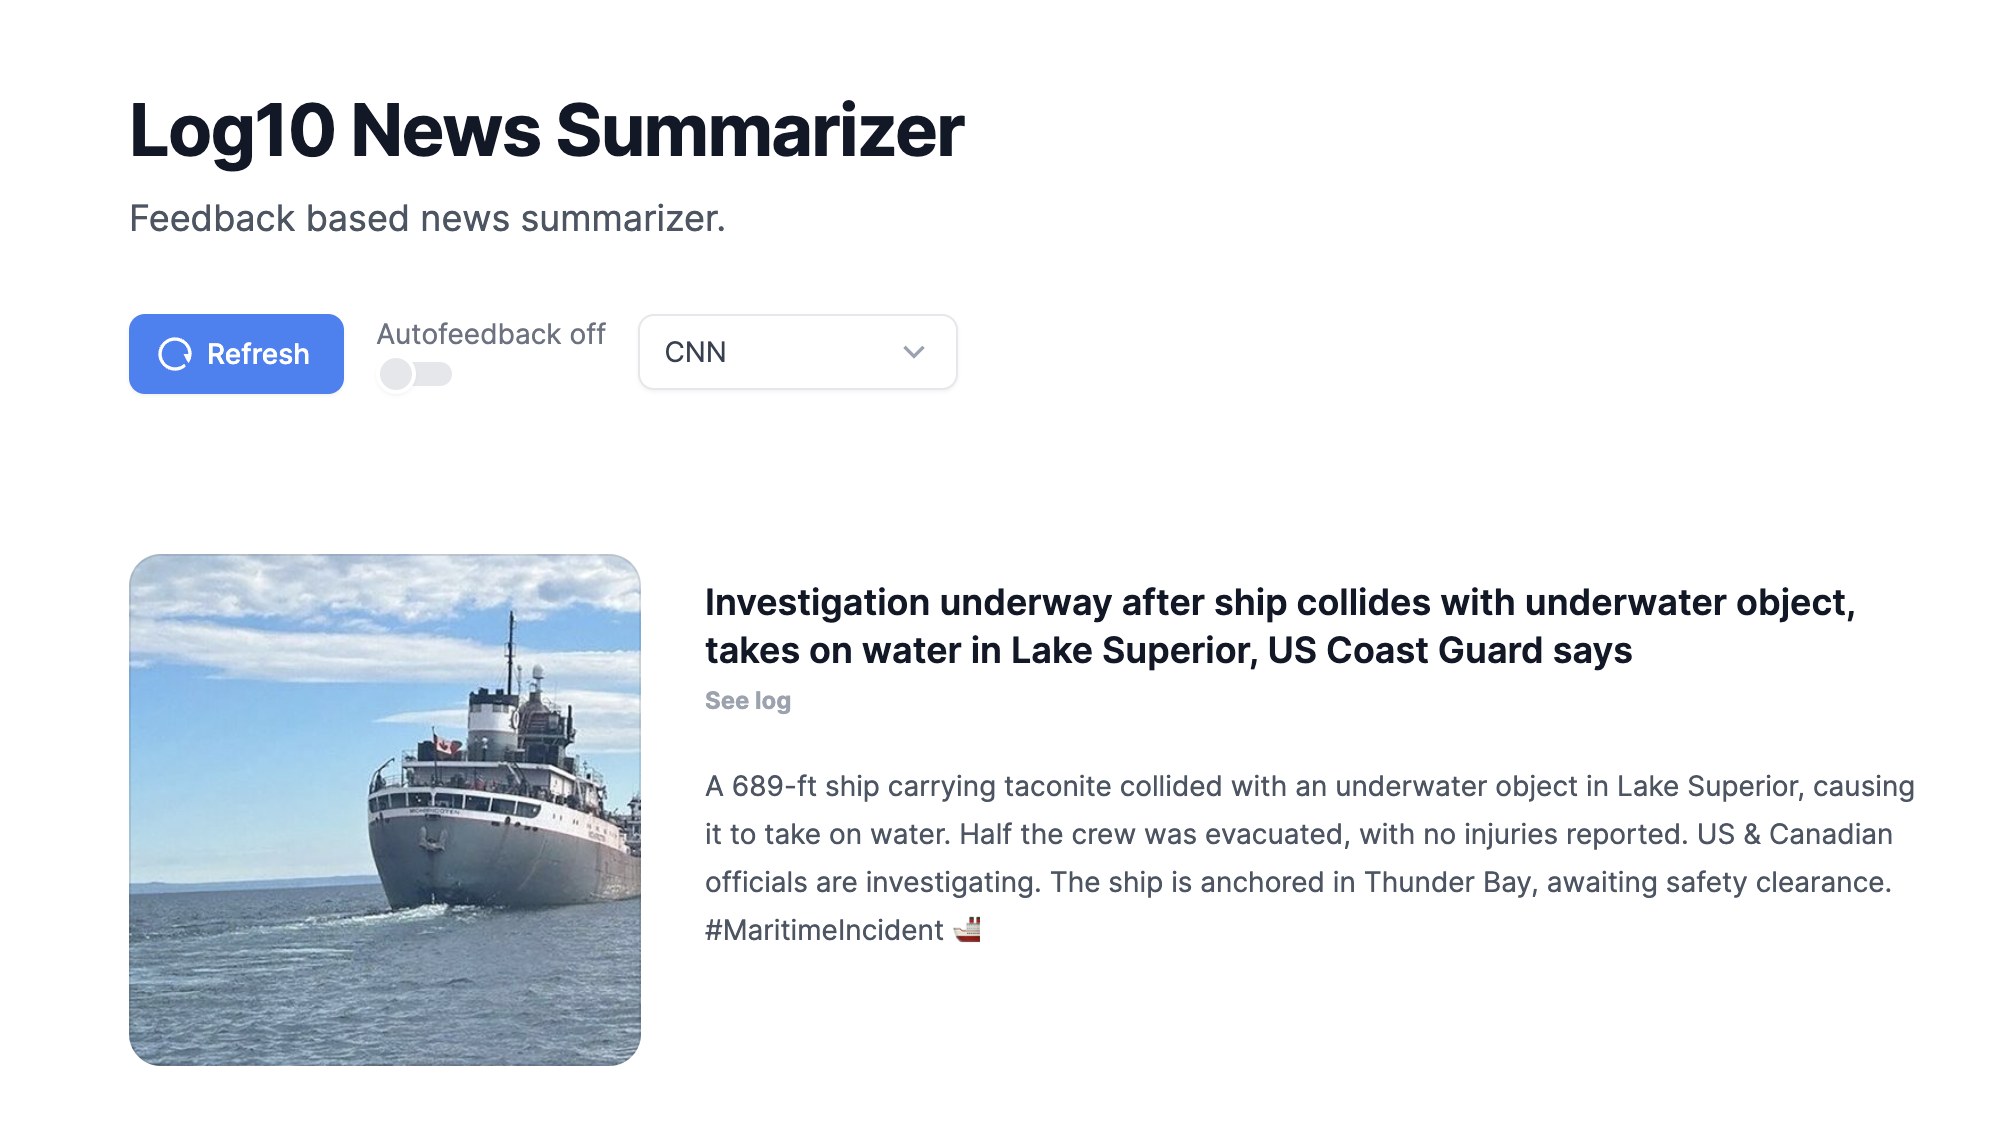 Log10 News Summarizer
Feedback based news summarizer.
Refresh
Autofeedback off
CNN
Investigation underway after ship collides with underwater object,
takes on water in Lake Superior, US Coast Guard says
See log
A 689-ft ship carrying taconite collided with an underwater object in Lake Superior, causing
it to take on water. Half the crew was evacuated, with no injuries reported. US & Canadian
officials are investigating. The ship is anchored in Thunder Bay, awaiting safety clearance.
#MaritimeIncident 🚢